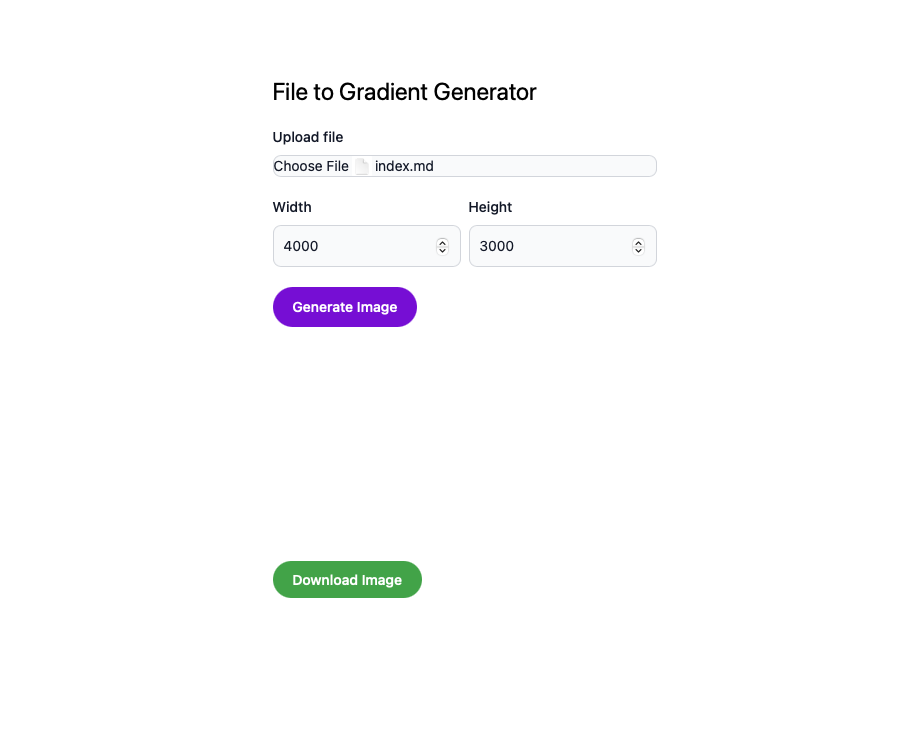 File to Gradient Generator
Upload file
Choose File index.md
Width Height
4000 3000
Generate Image
Download Image